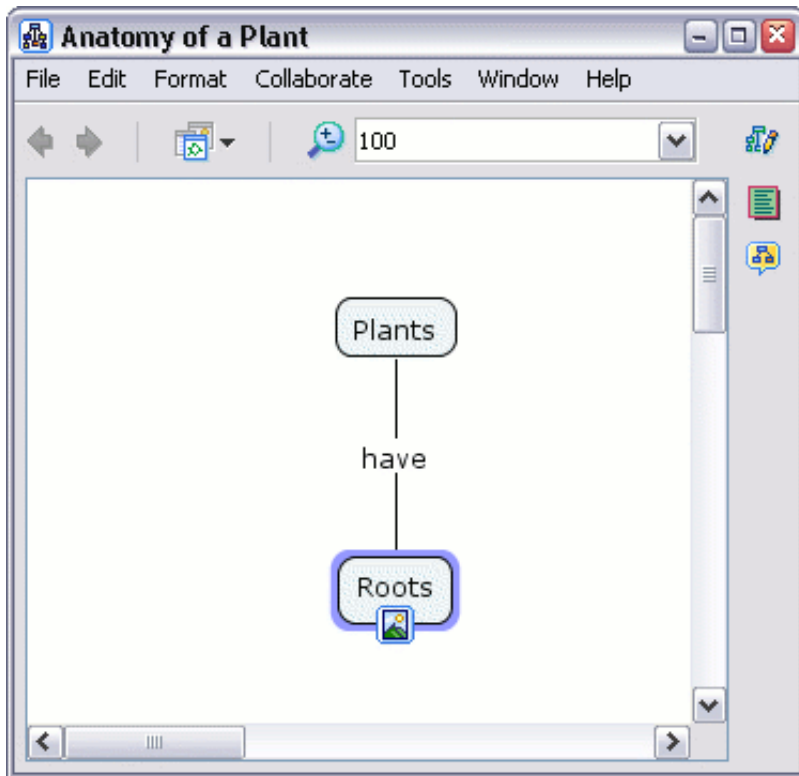 Anatomy of a Plant
File Edit Format Collaborate Tools Window Help
100
Plants
have
Roots